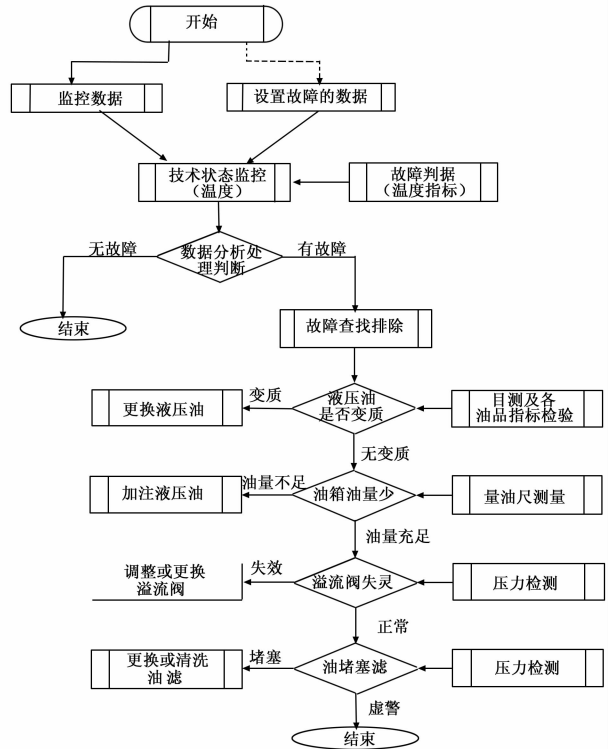 开始
监控数据
设置故障的数据
技术状态监控
（温度）
故障判据
（温度指标）
无故障
数据分析处
理判断
有故障
结束
故障查找排除
更换液压油
变质
液压油
是否变质
目测及各
油品指标检验
无变质
加注液压油
油量不足
油箱油量少
量油尺测量
油量充足
调整或更换
溢流阀
失效
溢流阀失灵
压力检测
正常
更换或清洗
油滤
堵塞
油堵塞滤
压力检测
虚警
结束